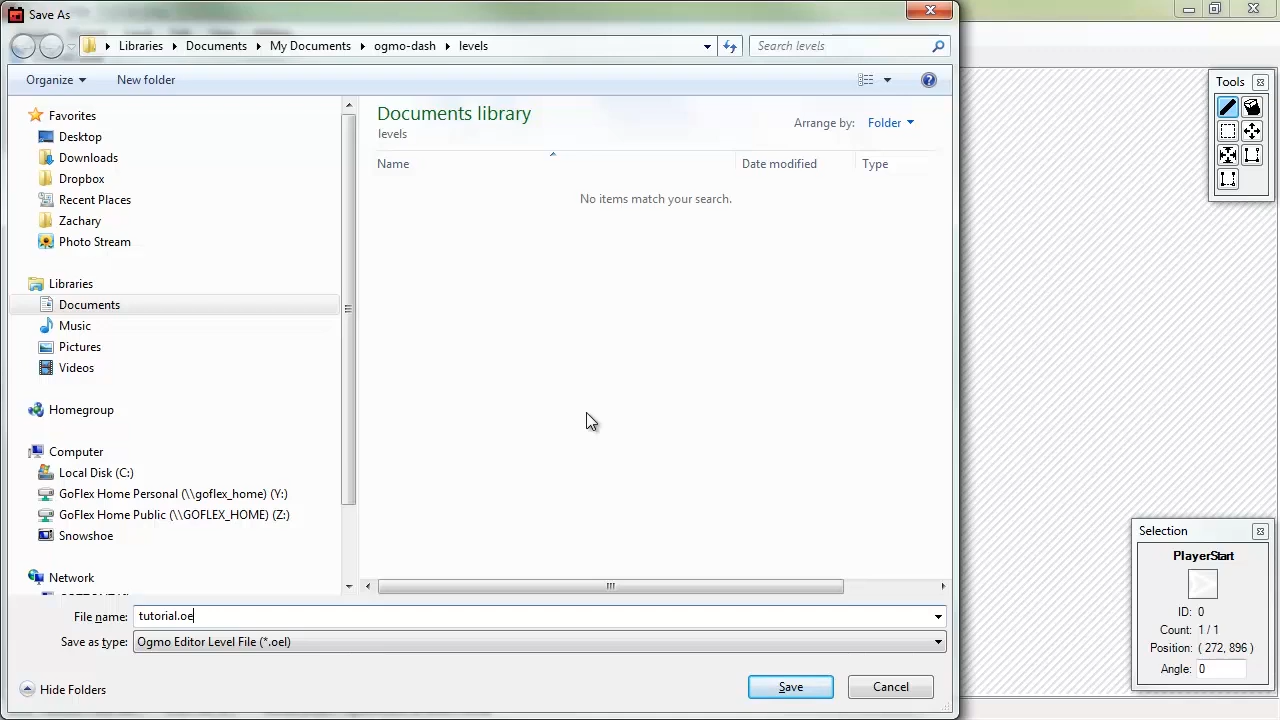 Save As
Libraries
Documents
My Documents
ogmo-dash
levels
Search levels
Organize
New folder
Favorites
Desktop
Downloads
Dropbox
Recent Places
Zachary
Photo Stream
Libraries
Documents
Music
Pictures
Videos
Homegroup
Computer
Local Disk (C:)
GoFlex Home Personal (\\goflex_home) (Y:)
GoFlex Home Public (\\GOFLEX_HOME) (Z:)
Snowshoe
Network
Documents library
levels
Arrange by:
Folder
Name
Date modified
Type
No items match your search.
File name:
tutorial.oe
Save as type:
Ogmo Editor Level File (*.oel)
Hide Folders
Save
Cancel
Tools
Selection
PlayerStart
ID: 0
Count: 1 / 1
Position: ( 272, 896 )
Angle: 0